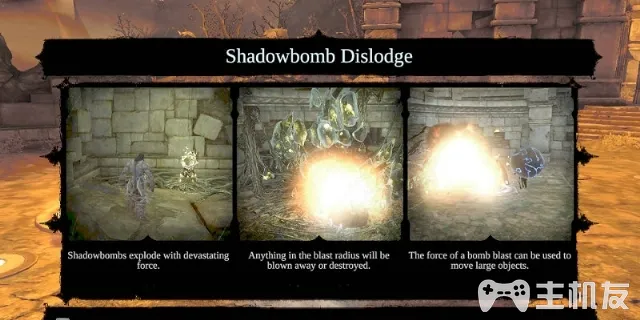 Shadowbomb Dislodge
Shadowbombs explode with devastating
force.
Anything in the blast radius will be
blown away or destroyed.
The force of a bomb blast can be used to
move large objects.
主机友